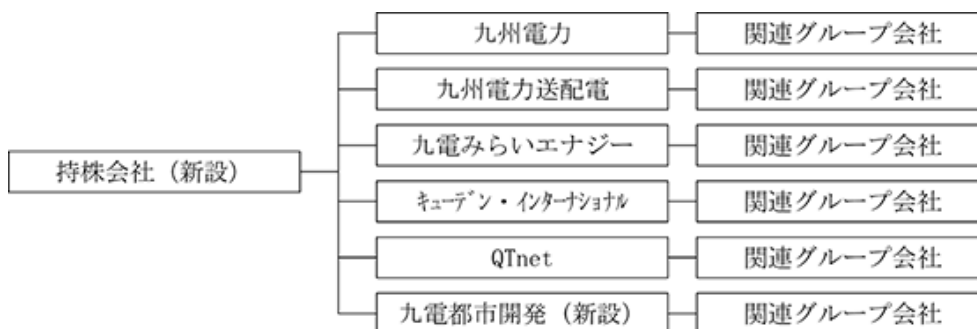 持株会社（新設）
九州電力
関連グループ会社
九州電力送配電
関連グループ会社
九電みらいエナジー
関連グループ会社
ｷｭｰﾃﾞﾝ・ｲﾝﾀｰﾅｼｮﾅﾙ
関連グループ会社
QTnet
関連グループ会社
九電都市開発（新設）
関連グループ会社